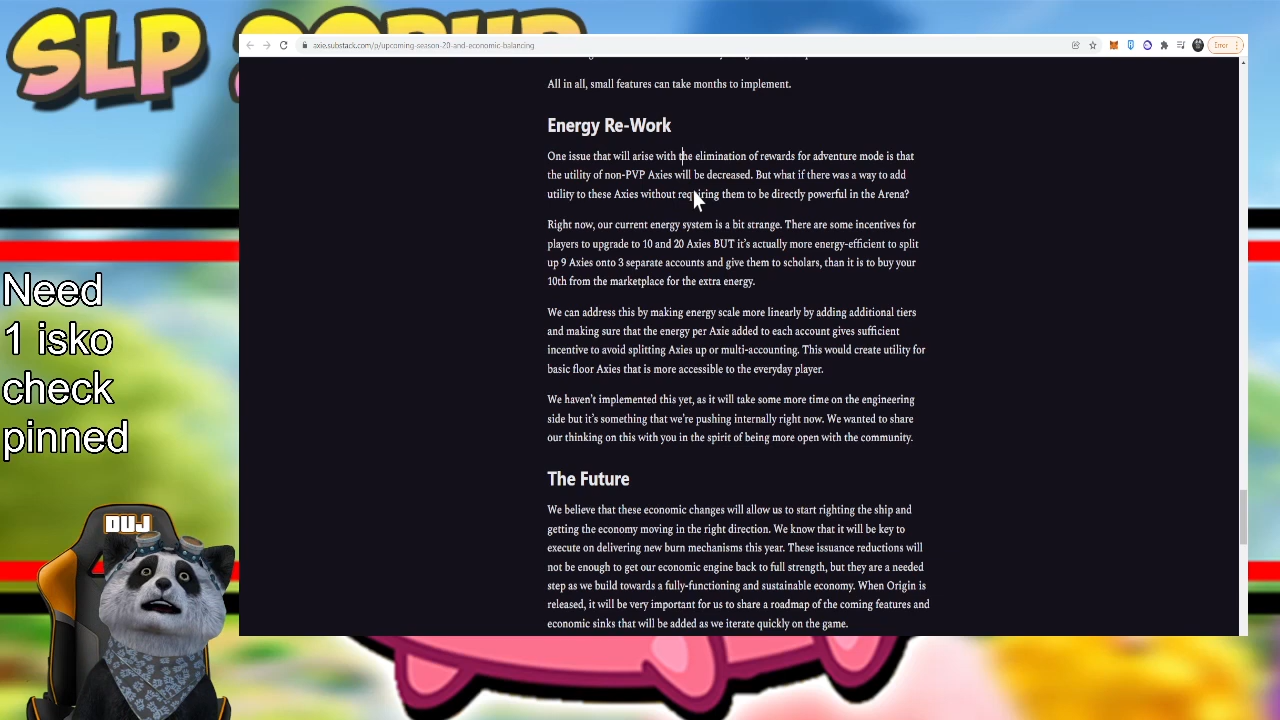 SLP
axie.substack.com/p/upcoming-season-20-and-economic-balancing
Error
All in all, small features can take months to implement.
Energy Re-Work
One issue that will arise with the elimination of rewards for adventure mode is that
the utility of non-PVP Axies will be decreased. But what if there was a way to add
utility to these Axies without requiring them to be directly powerful in the Arena?
Right now, our current energy system is a bit strange. There are some incentives for
players to upgrade to 10 and 20 Axies BUT it's actually more energy-efficient to split
up 9 Axies onto 3 separate accounts and give them to scholars, than it is to buy your
10th from the marketplace for the extra energy.
We can address this by making energy scale more linearly by adding additional tiers
and making sure that the energy per Axie added to each account gives sufficient
incentive to avoid splitting Axies up or multi-accounting. This would create utility for
basic floor Axies that is more accessible to the everyday player.
We haven't implemented this yet, as it will take some more time on the engineering
side but it's something that we're pushing internally right now. We wanted to share
our thinking on this with you in the spirit of being more open with the community.
The Future
We believe that these economic changes will allow us to start righting the ship and
getting the economy moving in the right direction. We know that it will be key to
execute on delivering new burn mechanisms this year. These issuance reductions will
not be enough to get our economic engine back to full strength, but they are a needed
step as we build towards a fully-functioning and sustainable economy. When Origin is
released, it will be very important for us to share a roadmap of the coming features and
economic sinks that will be added as we iterate quickly on the game.
Need
1 isko
check
pinned
DUJ